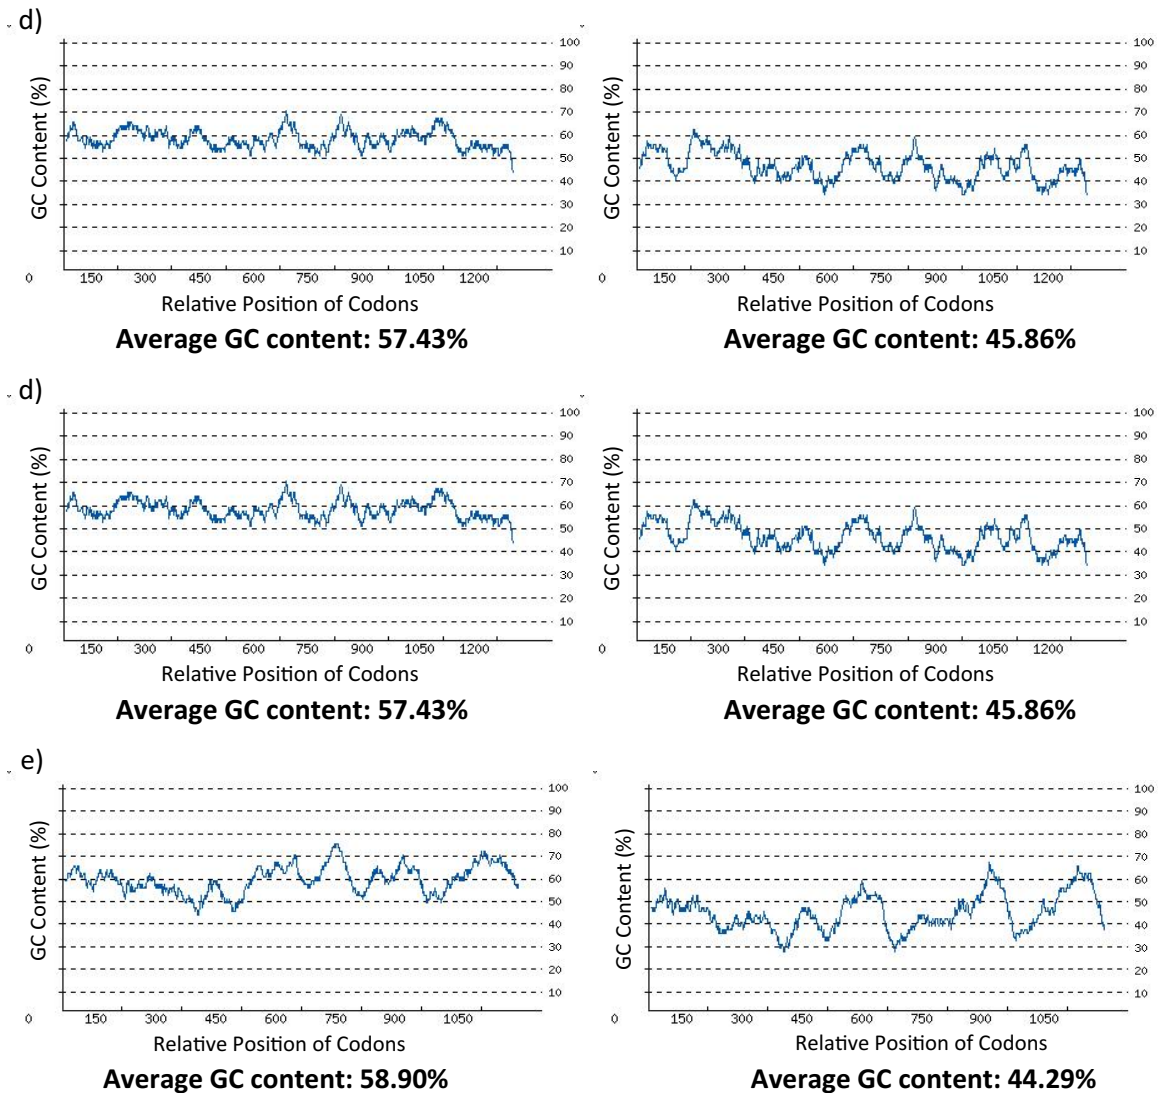 d)
GC Content (%)
100
90
80
70
60
50
40
30
20
10
0
150 300 450 600 750 900 1050 1200
Relative Position of Codons
Average GC content: 57.43%
GC Content (%)
100
90
80
70
60
50
40
30
20
10
0
150 300 450 600 750 900 1050 1200
Relative Position of Codons
Average GC content: 45.86%
d)
GC Content (%)
100
90
80
70
60
50
40
30
20
10
0
150 300 450 600 750 900 1050 1200
Relative Position of Codons
Average GC content: 57.43%
GC Content (%)
100
90
80
70
60
50
40
30
20
10
0
150 300 450 600 750 900 1050 1200
Relative Position of Codons
Average GC content: 45.86%
e)
GC Content (%)
100
90
80
70
60
50
40
30
20
10
0
150 300 450 600 750 900 1050
Relative Position of Codons
Average GC content: 58.90%
GC Content (%)
100
90
80
70
60
50
40
30
20
10
0
150 300 450 600 750 900 1050
Relative Position of Codons
Average GC content: 44.29%